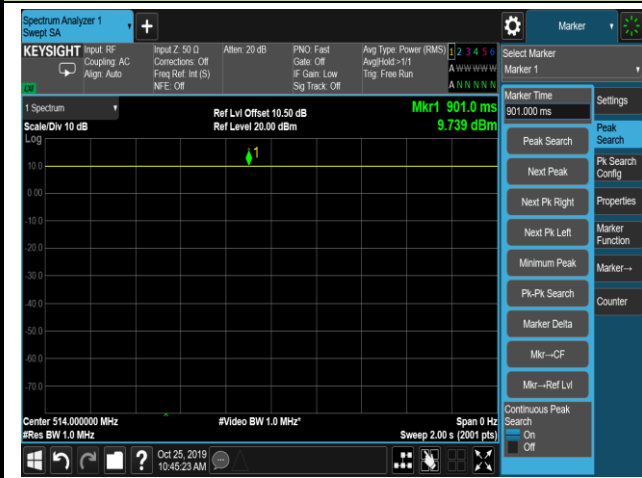 Spectrum Analyzer 1
Swept SA
Marker
KEYSIGHT
Input: RF
Coupling: AC
Align: Auto
Input Z: 50 Ω
Corrections: Off
Freq Ref: Int (S)
NFE: Off
Atten: 20 dB
PNO: Fast
Gate: Off
IF Gain: Low
Sig Track: Off
Avg Type: Power (RMS)
Avg|Hold:>1/1
Trig: Free Run
1 2 3 4 5 6
A W W W W W
A N N N N N
LXI
Select Marker
Marker 1
1 Spectrum
Scale/Div 10 dB
Log
Ref Lvl Offset 10.50 dB
Ref Level 20.00 dBm
Mkr1 901.0 ms
9.739 dBm
1
10.0
0.00
-10.0
-20.0
-30.0
-40.0
-50.0
-60.0
-70.0
Center 514.000000 MHz
#Res BW 1.0 MHz
#Video BW 1.0 MHz*
Span 0 Hz
Sweep 2.00 s (2001 pts)
Marker Time
901.000 ms
Peak Search
Next Peak
Next Pk Right
Next Pk Left
Minimum Peak
Pk-Pk Search
Marker Delta
Mkr→CF
Mkr→Ref Lvl
Continuous Peak
Search
On
Off
Settings
Peak
Search
Pk Search
Config
Properties
Marker
Function
Marker→
Counter
?
Oct 25, 2019
10:45:23 AM